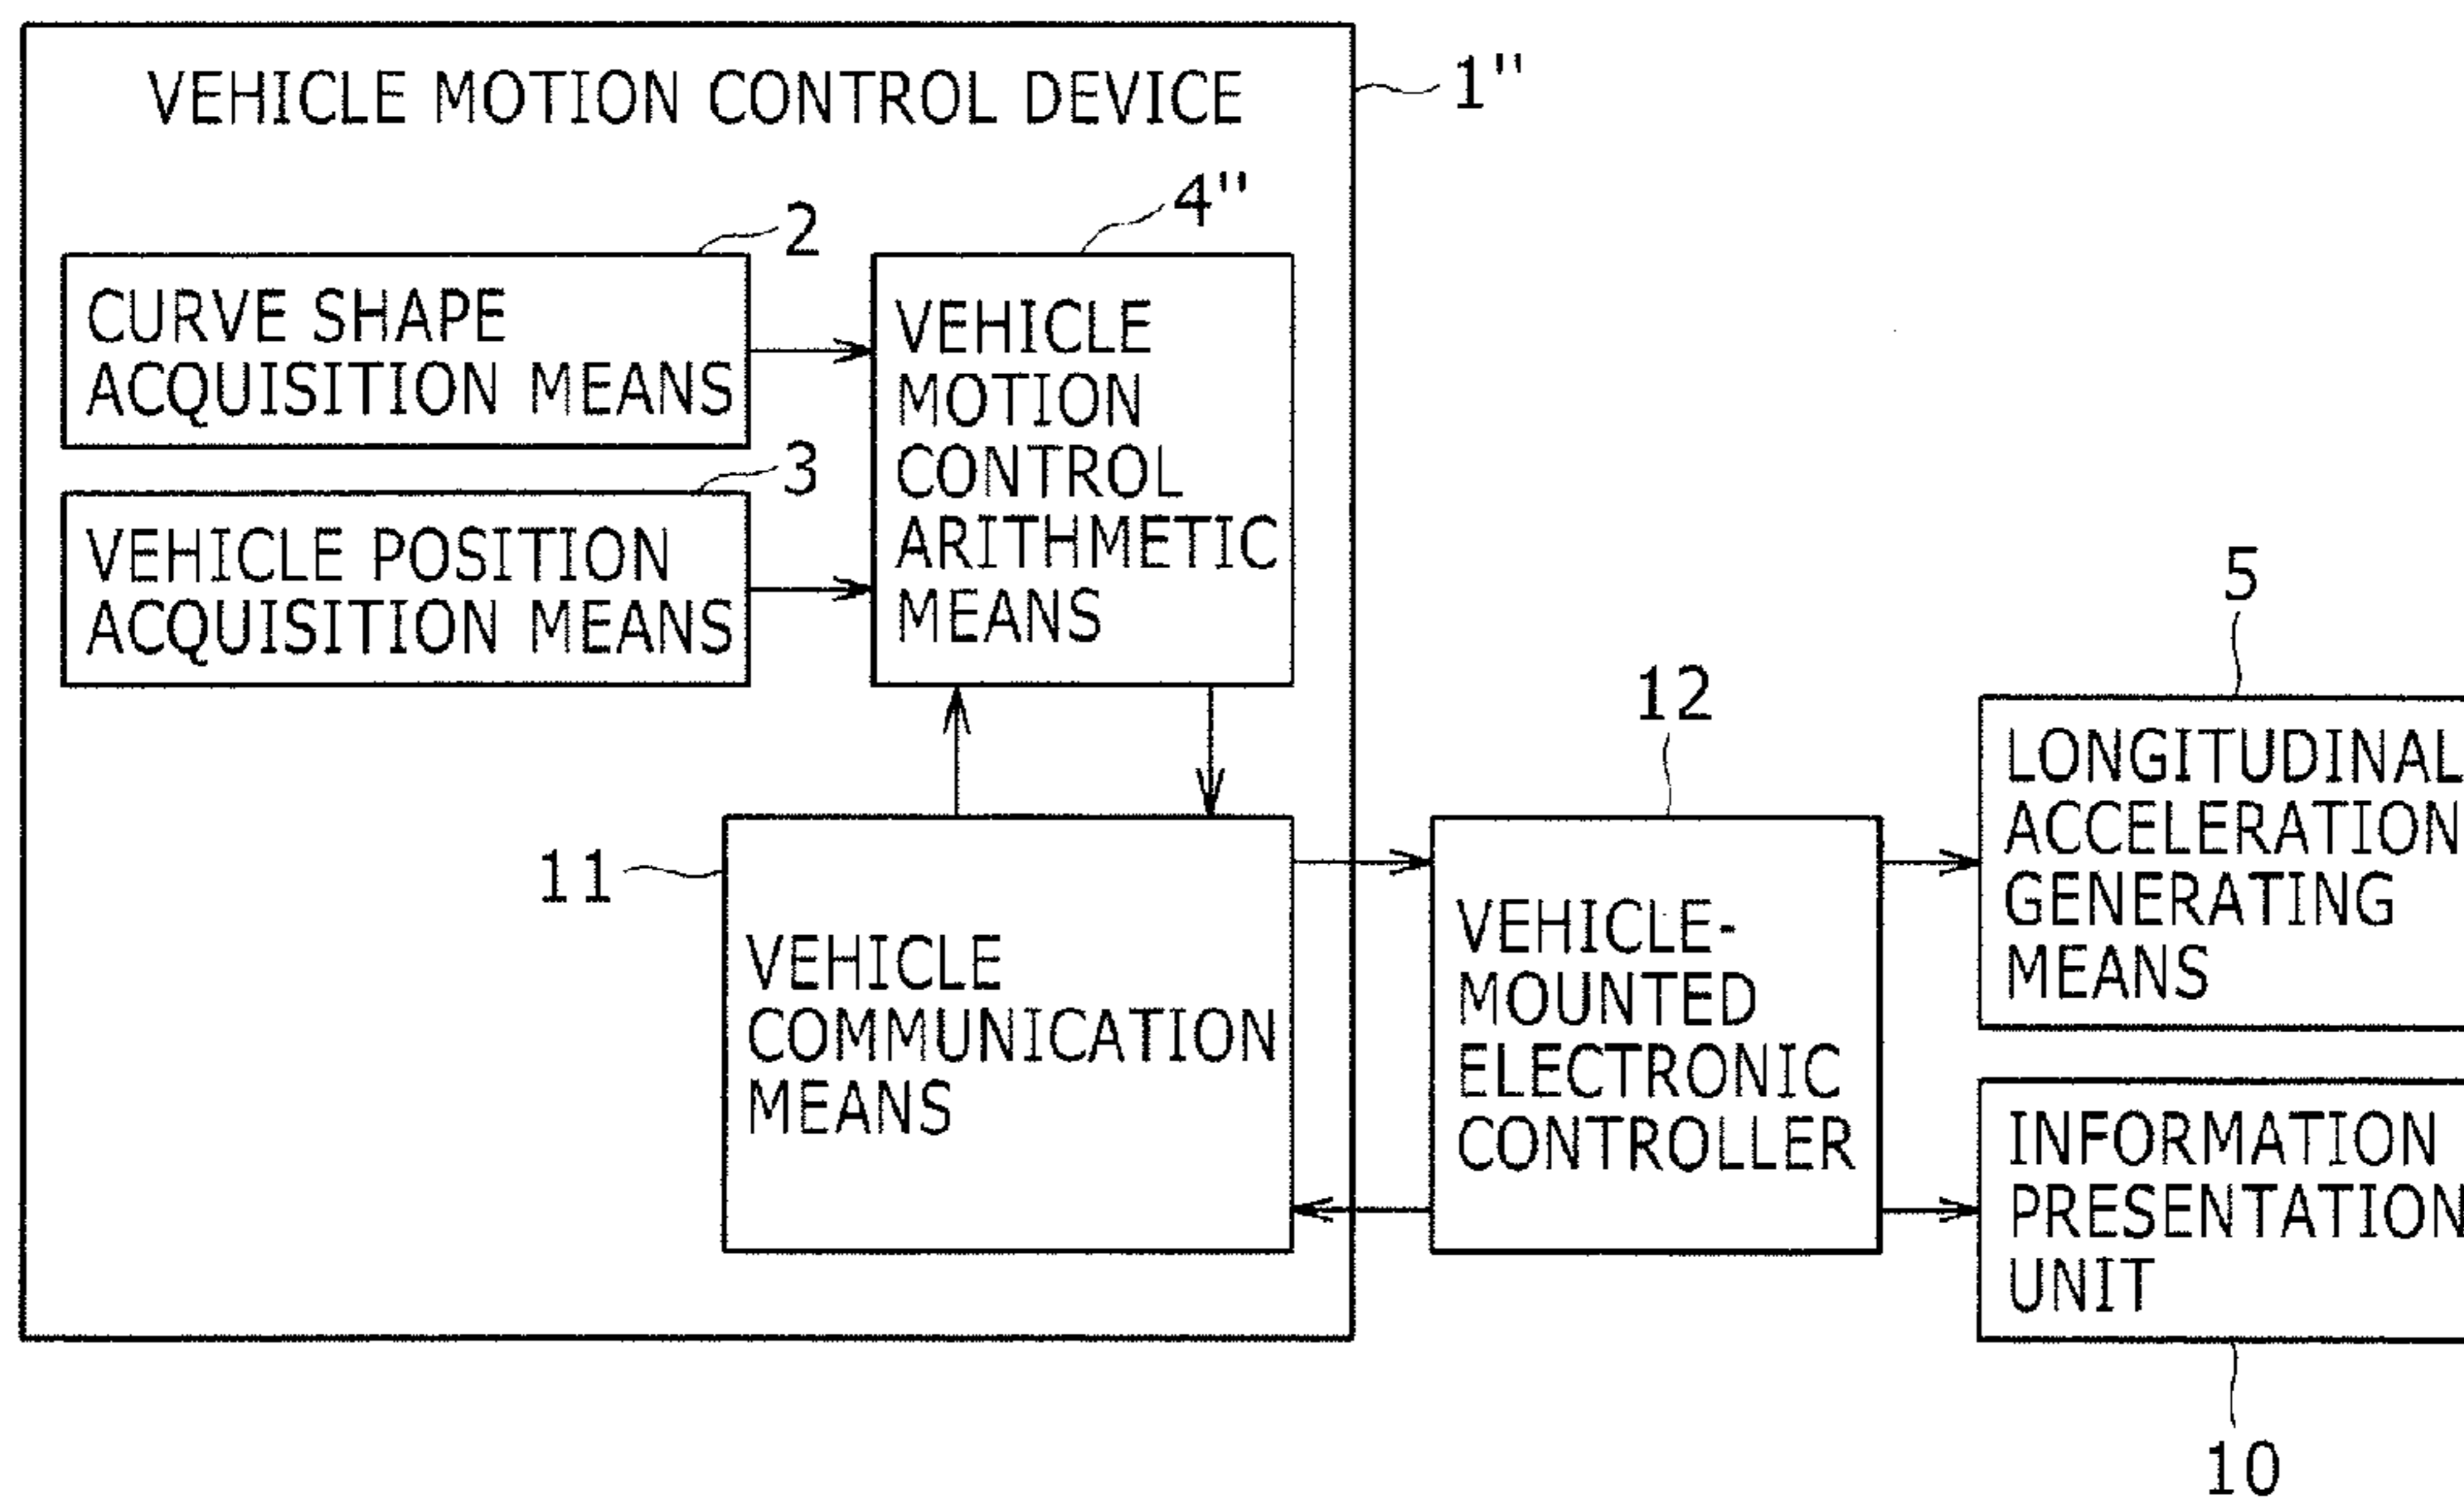 VEHICLE MOTION CONTROL DEVICE
1"
2
CURVE SHAPE
ACQUISITION MEANS
3
VEHICLE POSITION
ACQUISITION MEANS
4"
VEHICLE
MOTION
CONTROL
ARITHMETIC
MEANS
11
VEHICLE
COMMUNICATION
MEANS
12
VEHICLE-
MOUNTED
ELECTRONIC
CONTROLLER
5
LONGITUDINAL
ACCELERATION
GENERATING
MEANS
INFORMATION
PRESENTATION
UNIT
10